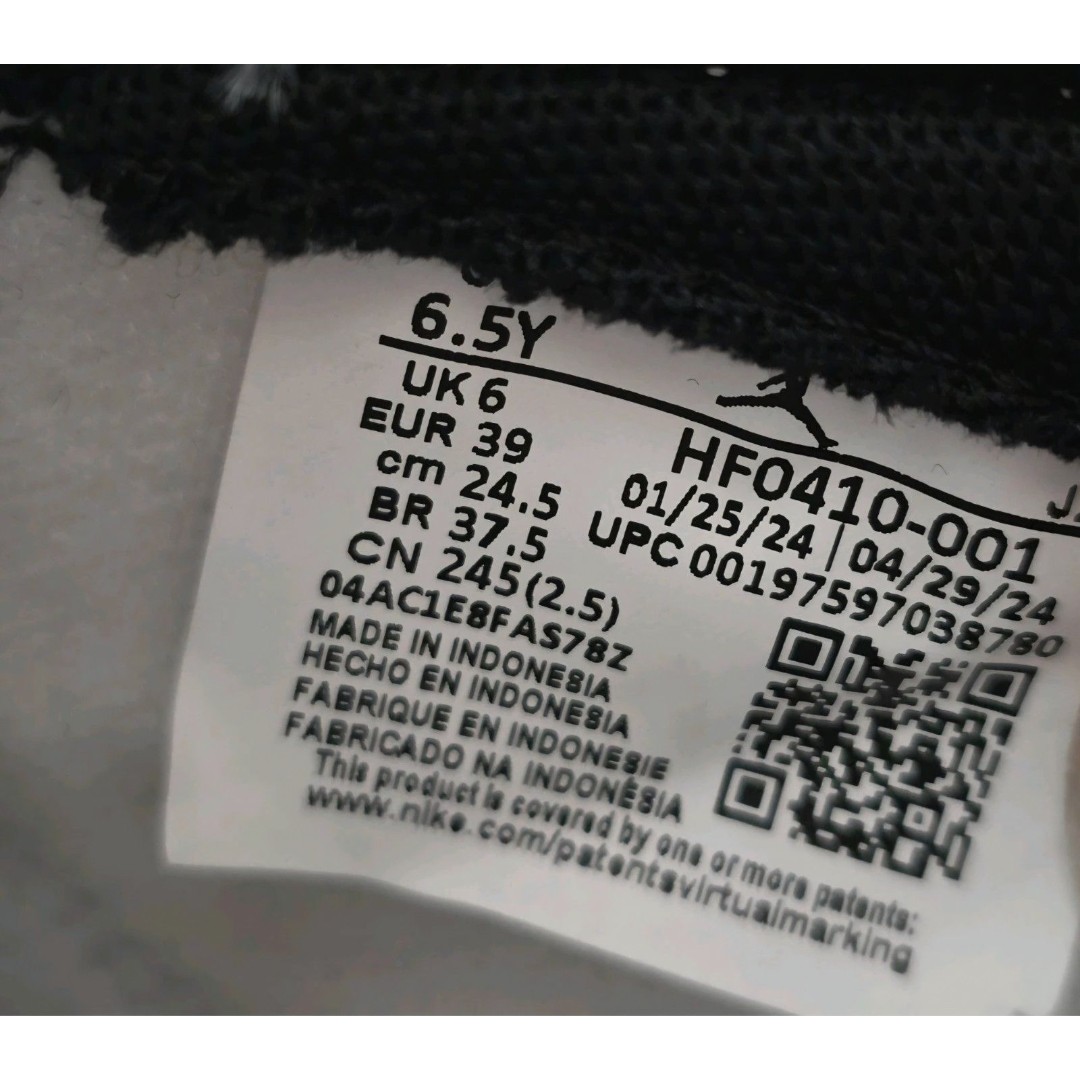 6.5Y
UK 6
EUR 39
cm 24.5
BR 37.5
CN 245(2.5)
04AC1E8FAS78Z
HF0410-001
01/25/24 | 04/29/24
UPC 00197597038780
MADE IN INDONESIA
HECHO EN INDONESIA
FABRIQUE EN INDONESIE
FABRICADO NA INDONÉSIA
This product is covered by one or more patents:
www.nike.com/patentsvirtualmarking